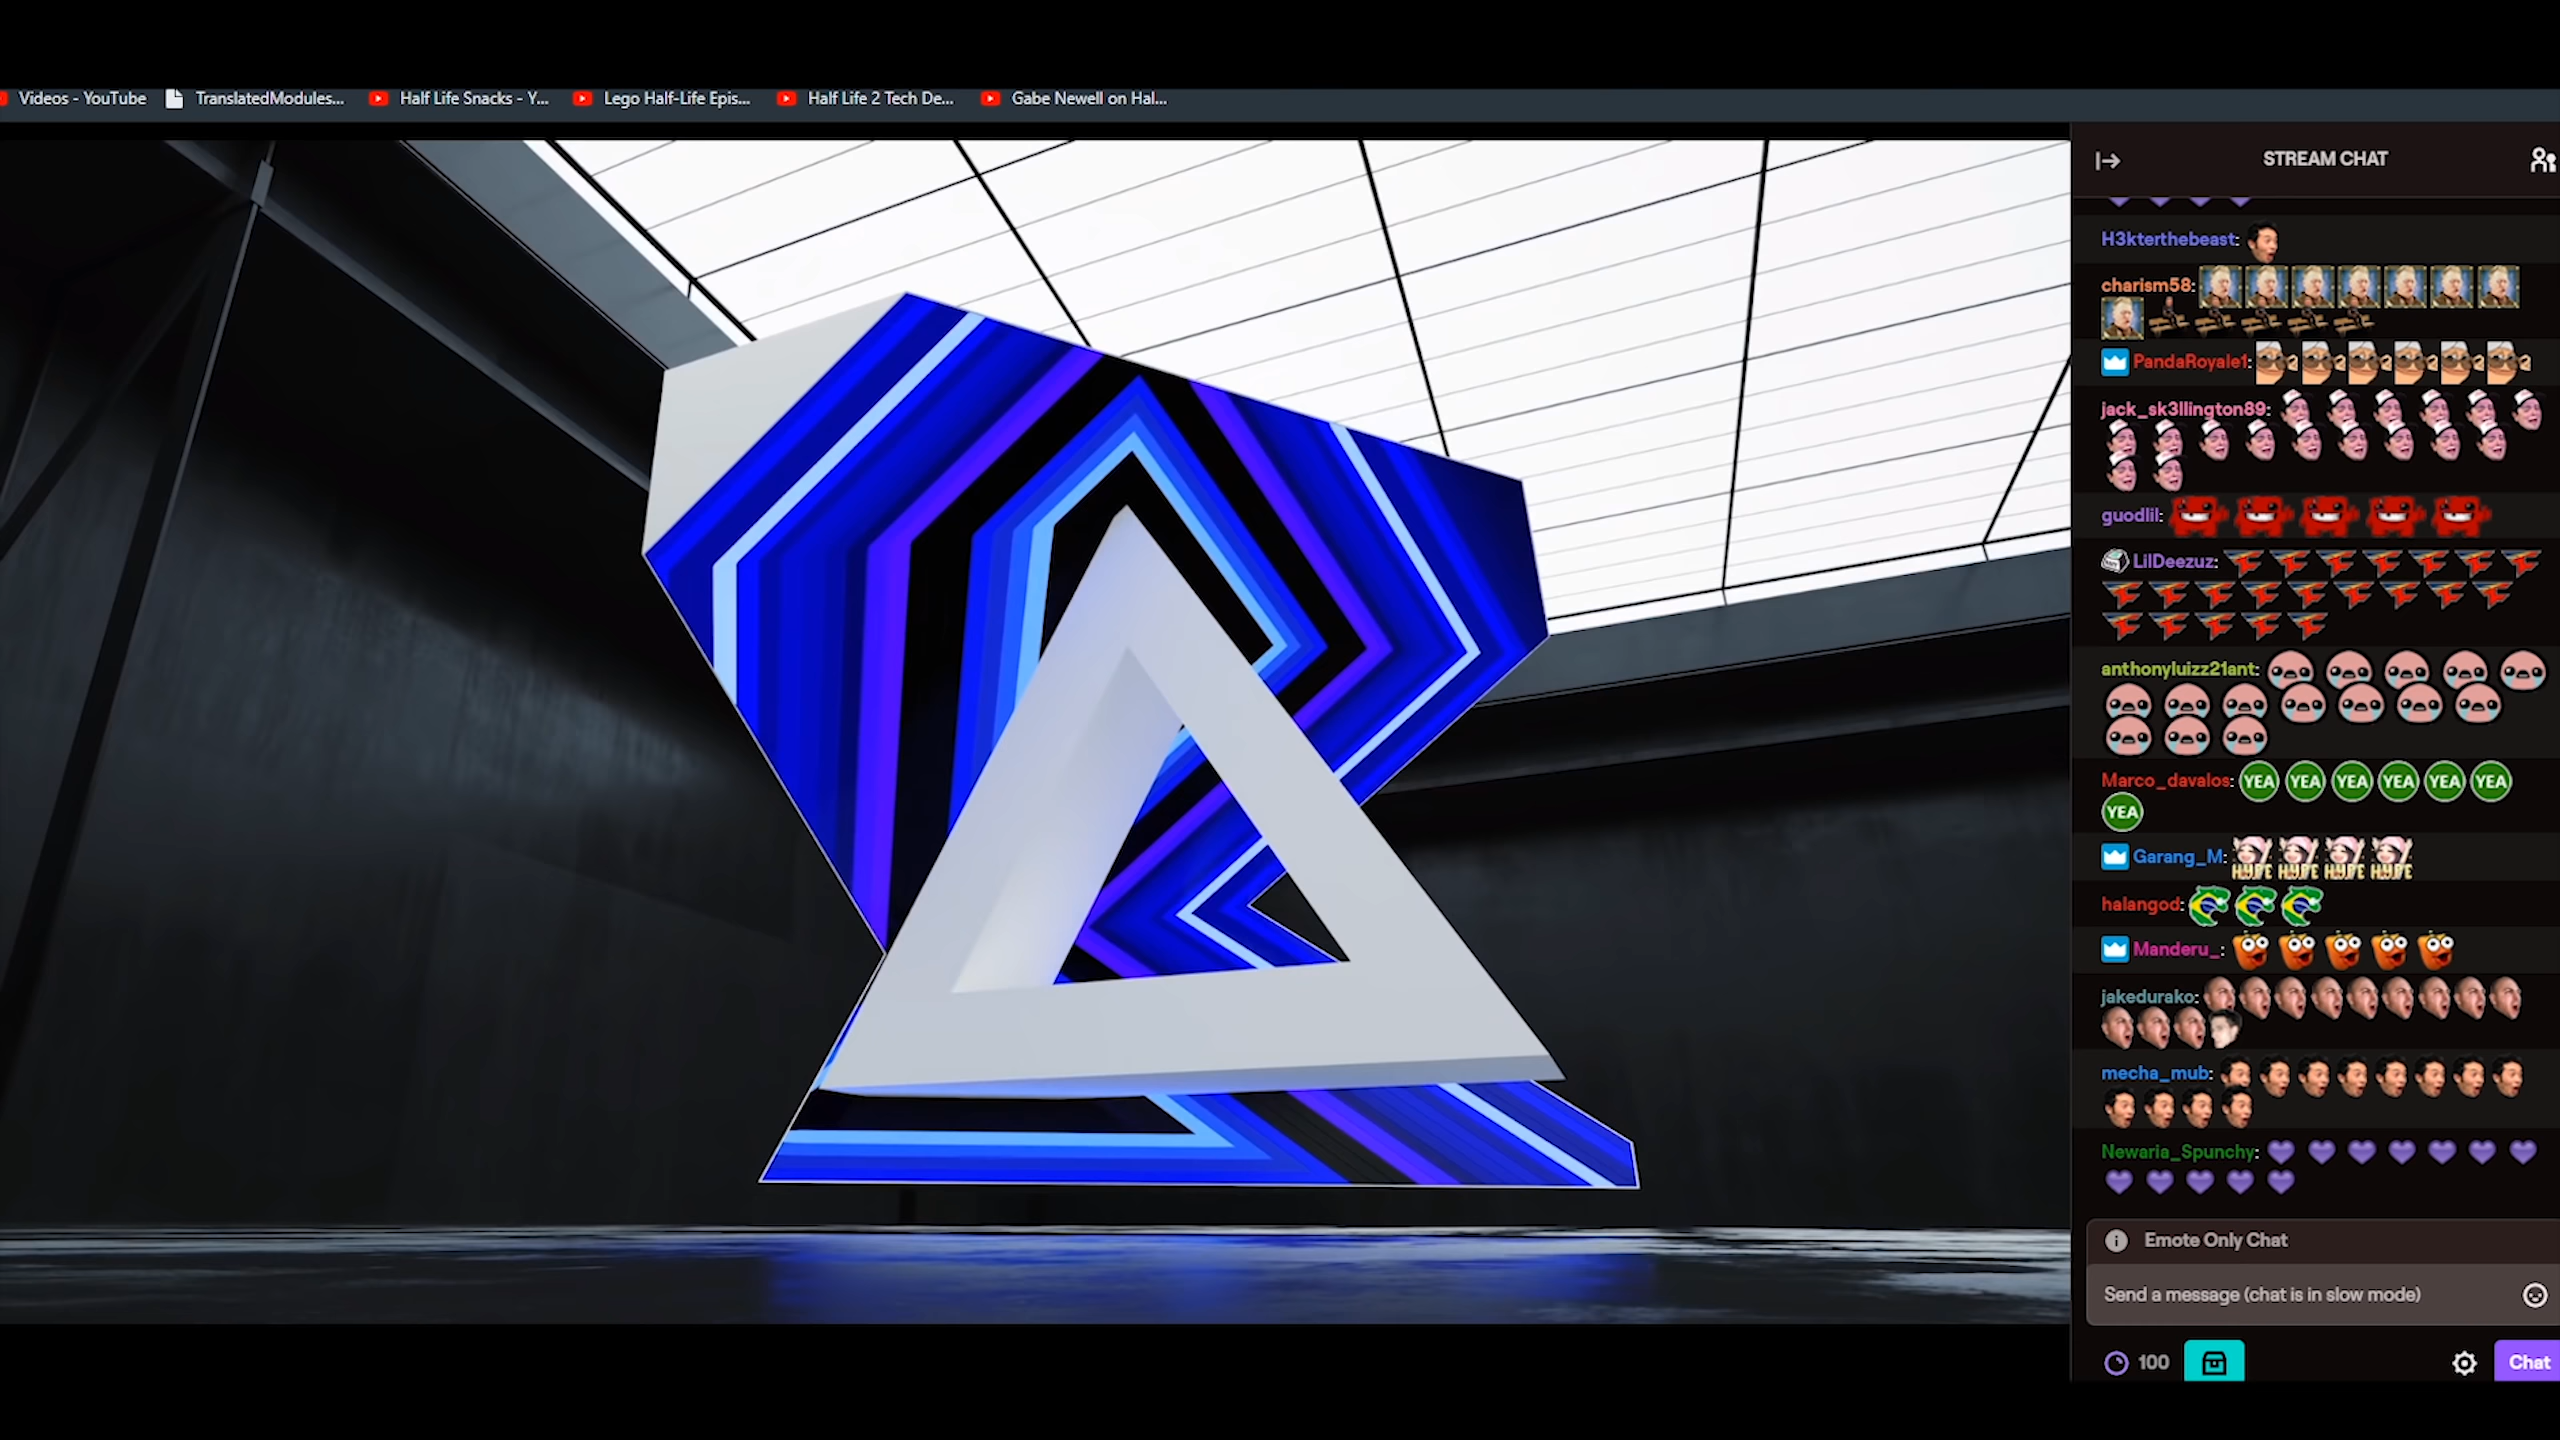 Videos - YouTube TranslatedModules... Half Life Snacks - Y... Lego Half-Life Epis... Half Life 2 Tech De... Gabe Newell on Hal...
STREAM CHAT
H3kterthebeast:
charism58:
PandaRoyale1:
jack_sk3llington89:
guodlil:
LilDeezuz:
anthonyluizz21ant:
Marco_davalos: YEA YEA YEA YEA YEA YEA
YEA
Garang_M: HYPE HYPE HYPE HYPE
halangod:
Manderu_:
jakedurako:
mecha_mub:
Newaria_Spunchy:
Emote Only Chat
Send a message (chat is in slow mode)
100 Chat